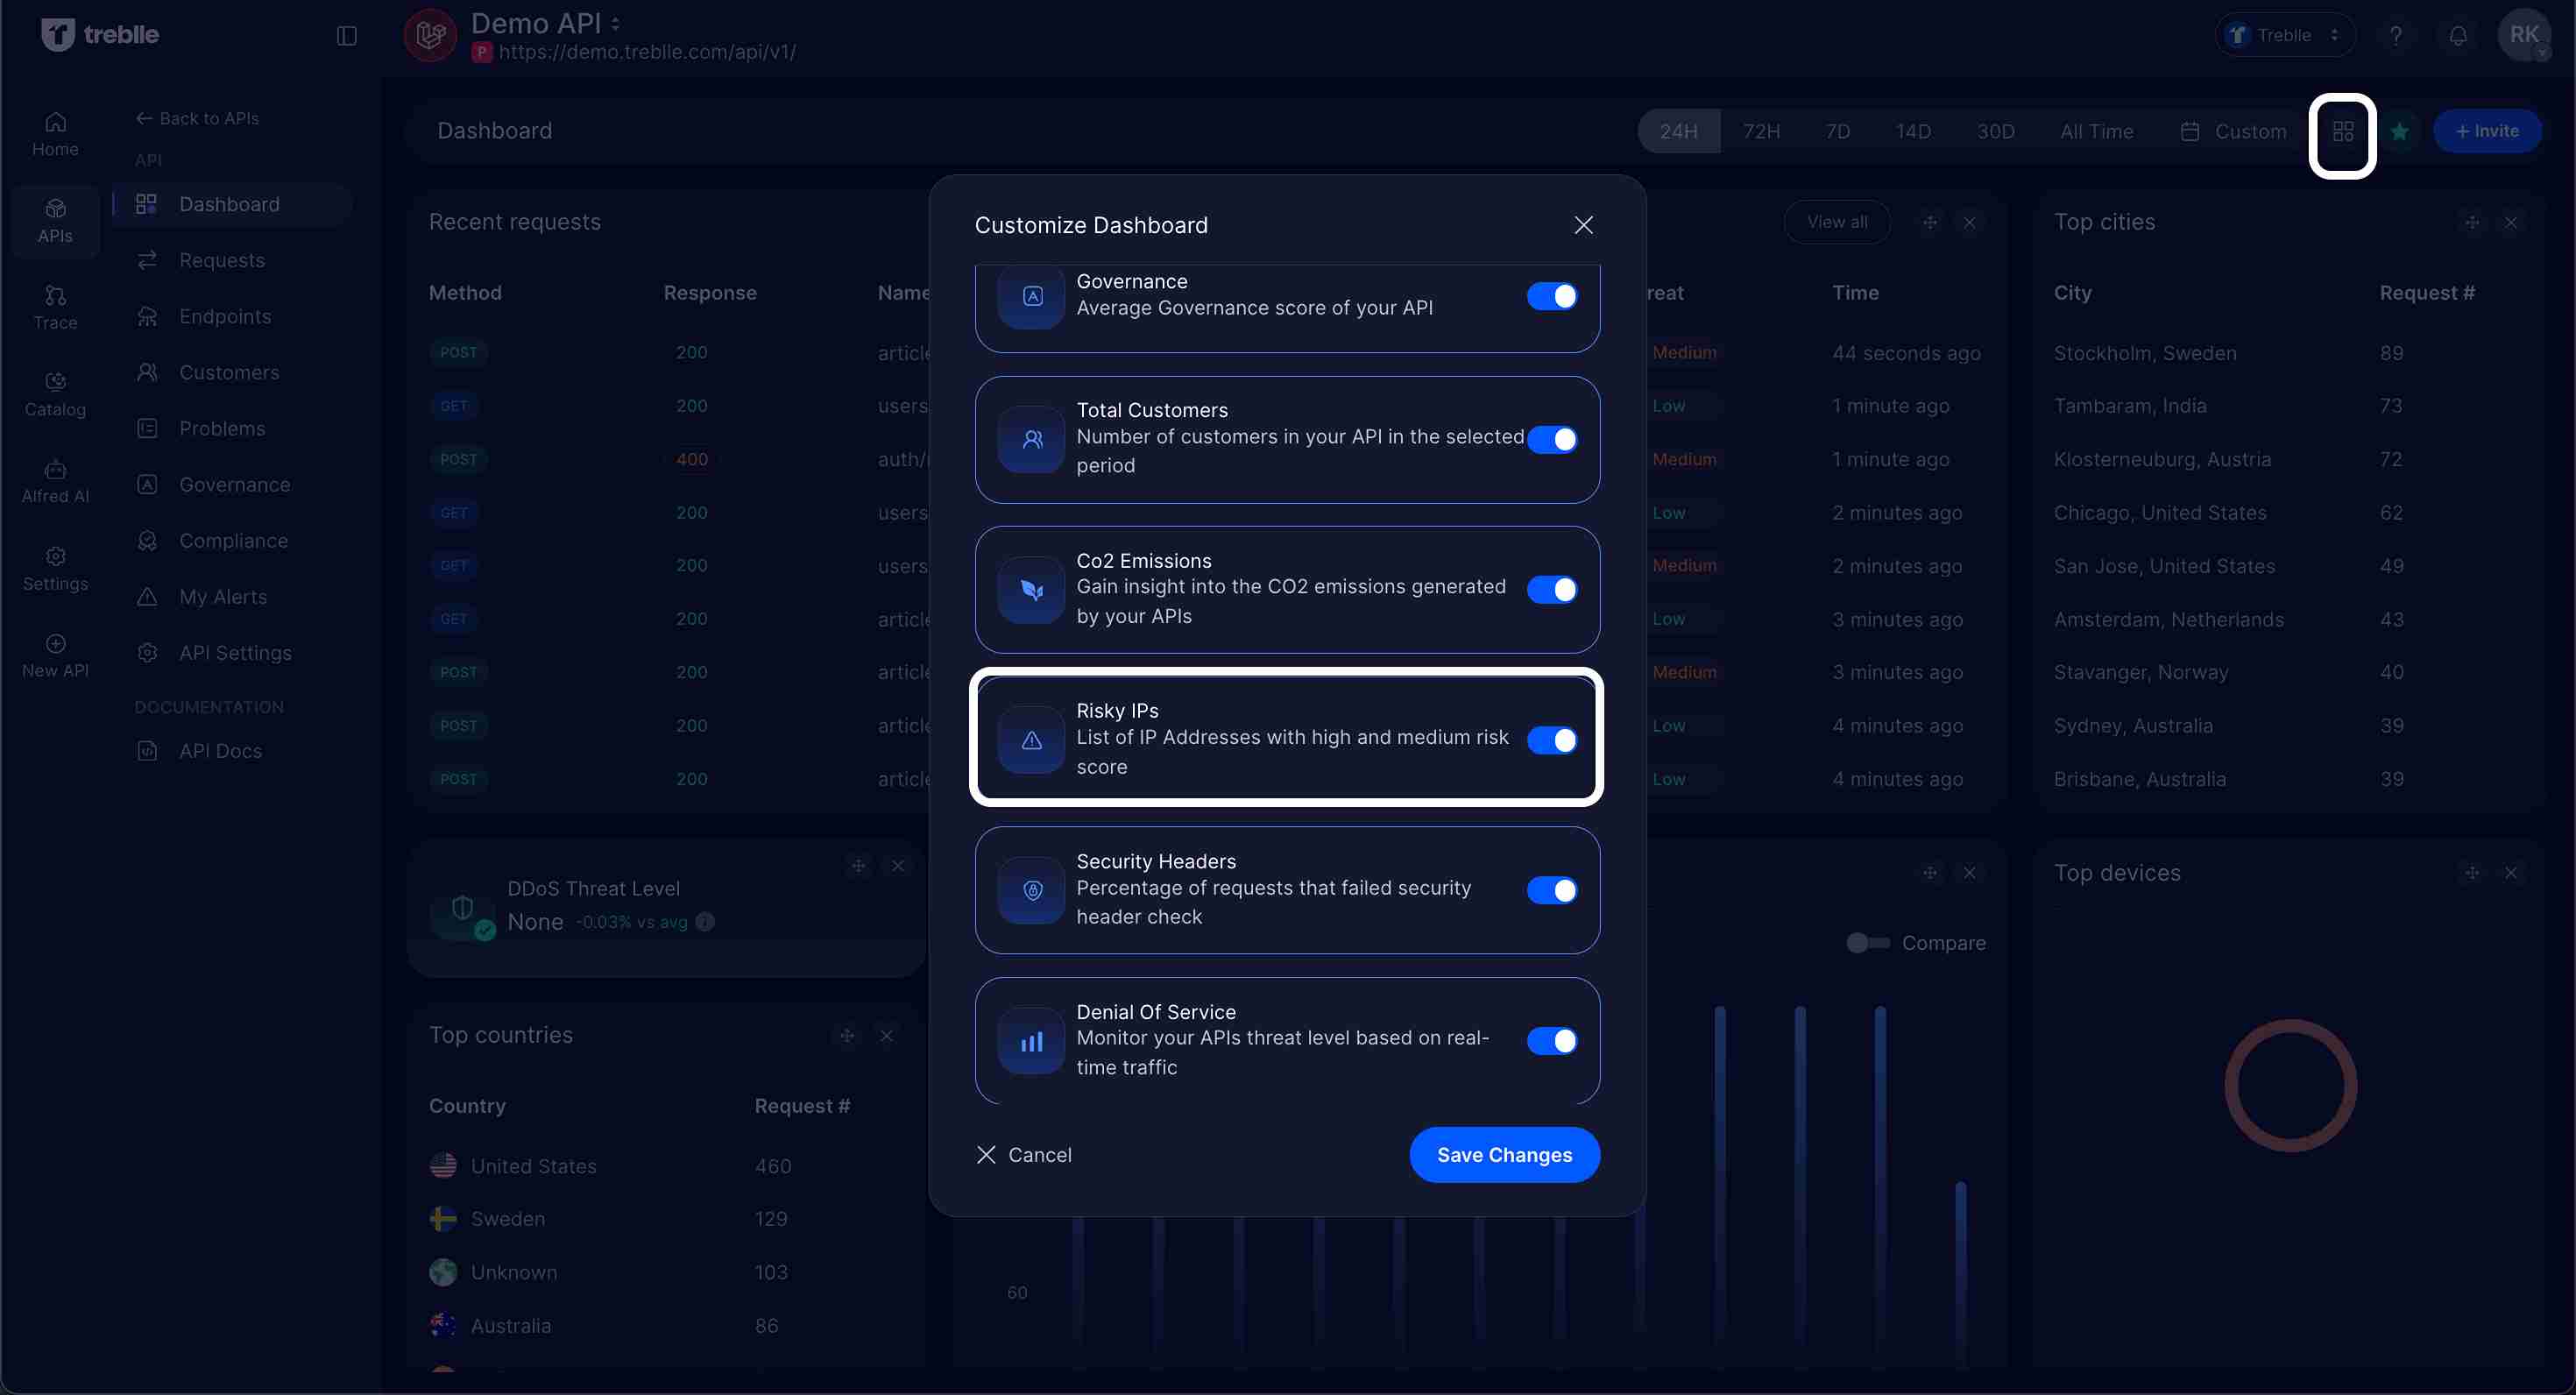 treblle
Demo API
P https://demo.treblle.com/api/v1/
Treblle
?
RK
Home
APIs
Trace
Catalog
Alfred AI
Settings
New API
Back to APIs
API
Dashboard
Requests
Endpoints
Customers
Problems
Governance
Compliance
My Alerts
API Settings
DOCUMENTATION
API Docs
Dashboard
24H 72H 7D 14D 30D All Time Custom
+ Invite
Recent requests
View all
Method Response Name reat Time
POST 200 article Medium 44 seconds ago
GET 200 users Low 1 minute ago
POST 400 auth/ Medium 1 minute ago
GET 200 users Low 2 minutes ago
GET 200 users Medium 2 minutes ago
GET 200 article Low 3 minutes ago
POST 200 article Medium 3 minutes ago
POST 200 article Low 4 minutes ago
POST 200 article Low 4 minutes ago
Top cities
City Request #
Stockholm, Sweden 89
Tambaram, India 73
Klosterneuburg, Austria 72
Chicago, United States 62
San Jose, United States 49
Amsterdam, Netherlands 43
Stavanger, Norway 40
Sydney, Australia 39
Brisbane, Australia 39
Customize Dashboard
Governance
Average Governance score of your API
Total Customers
Number of customers in your API in the selected
period
Co2 Emissions
Gain insight into the CO2 emissions generated
by your APIs
Risky IPs
List of IP Addresses with high and medium risk
score
Security Headers
Percentage of requests that failed security
header check
Denial Of Service
Monitor your APIs threat level based on real-
time traffic
Cancel
Save Changes
DDoS Threat Level
None -0.03% vs avg
Top countries
Country Request #
United States 460
Sweden 129
Unknown 103
Australia 86
Compare
60
Top devices